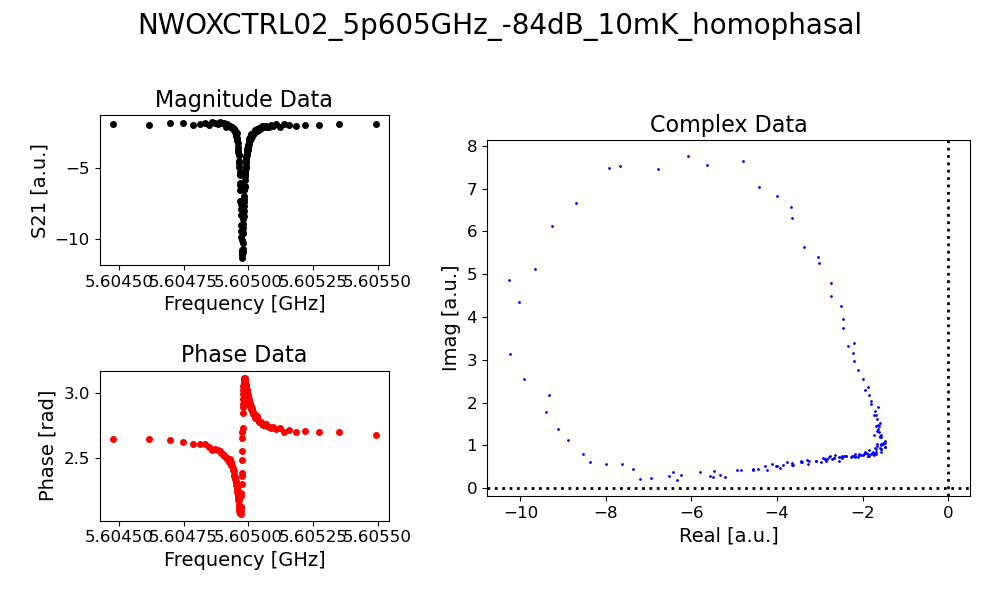 NWOXCTRL02_5p605GHz_-84dB_10mK_homophasal
Magnitude Data
S21 [a.u.]
−5
−10
5.60450 5.60475 5.60500 5.60525 5.60550
Frequency [GHz]
Phase Data
Phase [rad]
3.0
2.5
5.60450 5.60475 5.60500 5.60525 5.60550
Frequency [GHz]
Complex Data
Imag [a.u.]
8
7
6
5
4
3
2
1
0
−10 −8 −6 −4 −2 0
Real [a.u.]